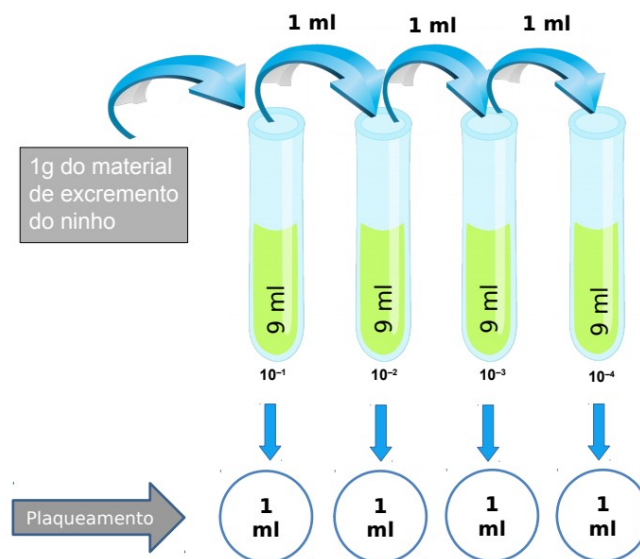 1 ml 1 ml 1 ml
1g do material
de excremento
do ninho
9 ml 9 ml 9 ml 9 ml
10⁻¹ 10⁻² 10⁻³ 10⁻⁴
Plaqueamento
1 1 1 1
ml ml ml ml